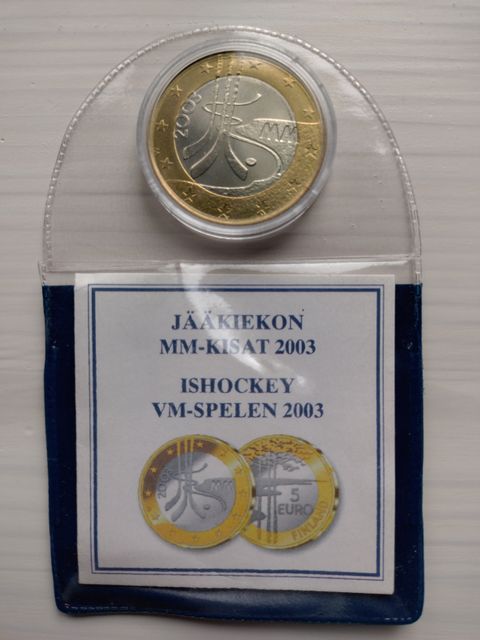 2003
MM
JÄÄKIEKON
MM-KISAT 2003
ISHOCKEY
VM-SPELEN 2003
2003
MM
5
EURO
FINLAND